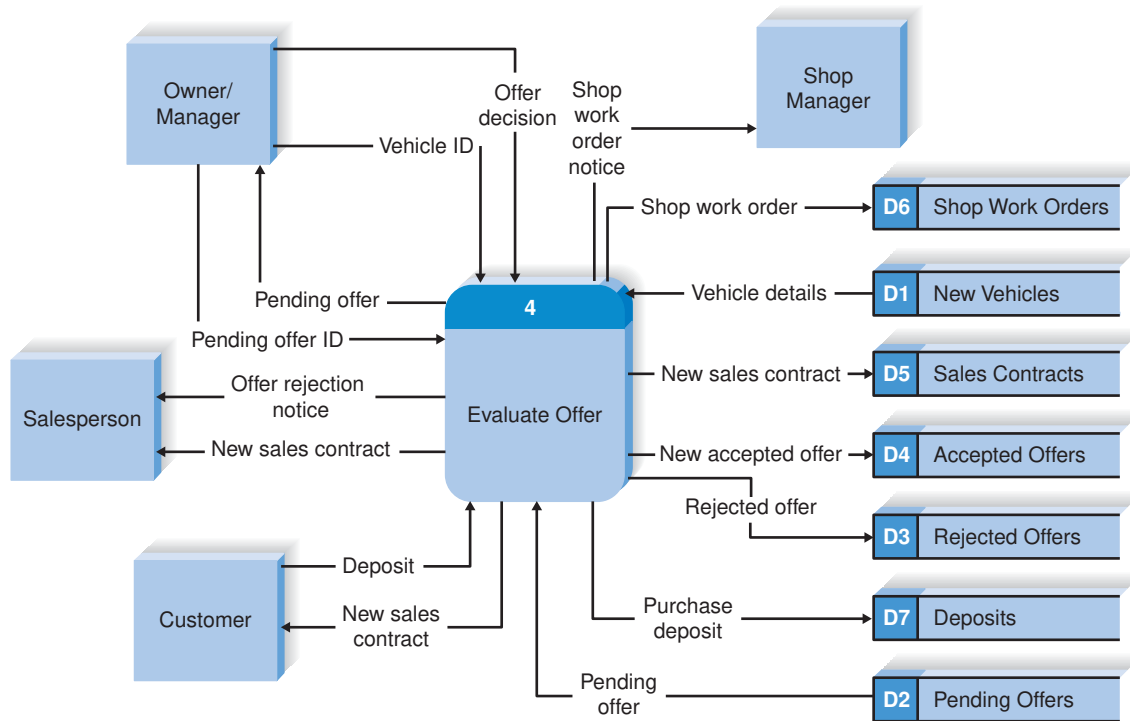 Owner/
Manager
Offer
decision
Shop
work
order
notice
Shop
Manager
Vehicle ID
Shop work order
D6 Shop Work Orders
Pending offer
4
Vehicle details
D1 New Vehicles
Pending offer ID
Salesperson
Offer rejection
notice
Evaluate Offer
New sales contract
D5 Sales Contracts
New sales contract
New accepted offer
D4 Accepted Offers
Rejected offer
D3 Rejected Offers
Customer
Deposit
New sales
contract
Purchase
deposit
D7 Deposits
Pending
offer
D2 Pending Offers